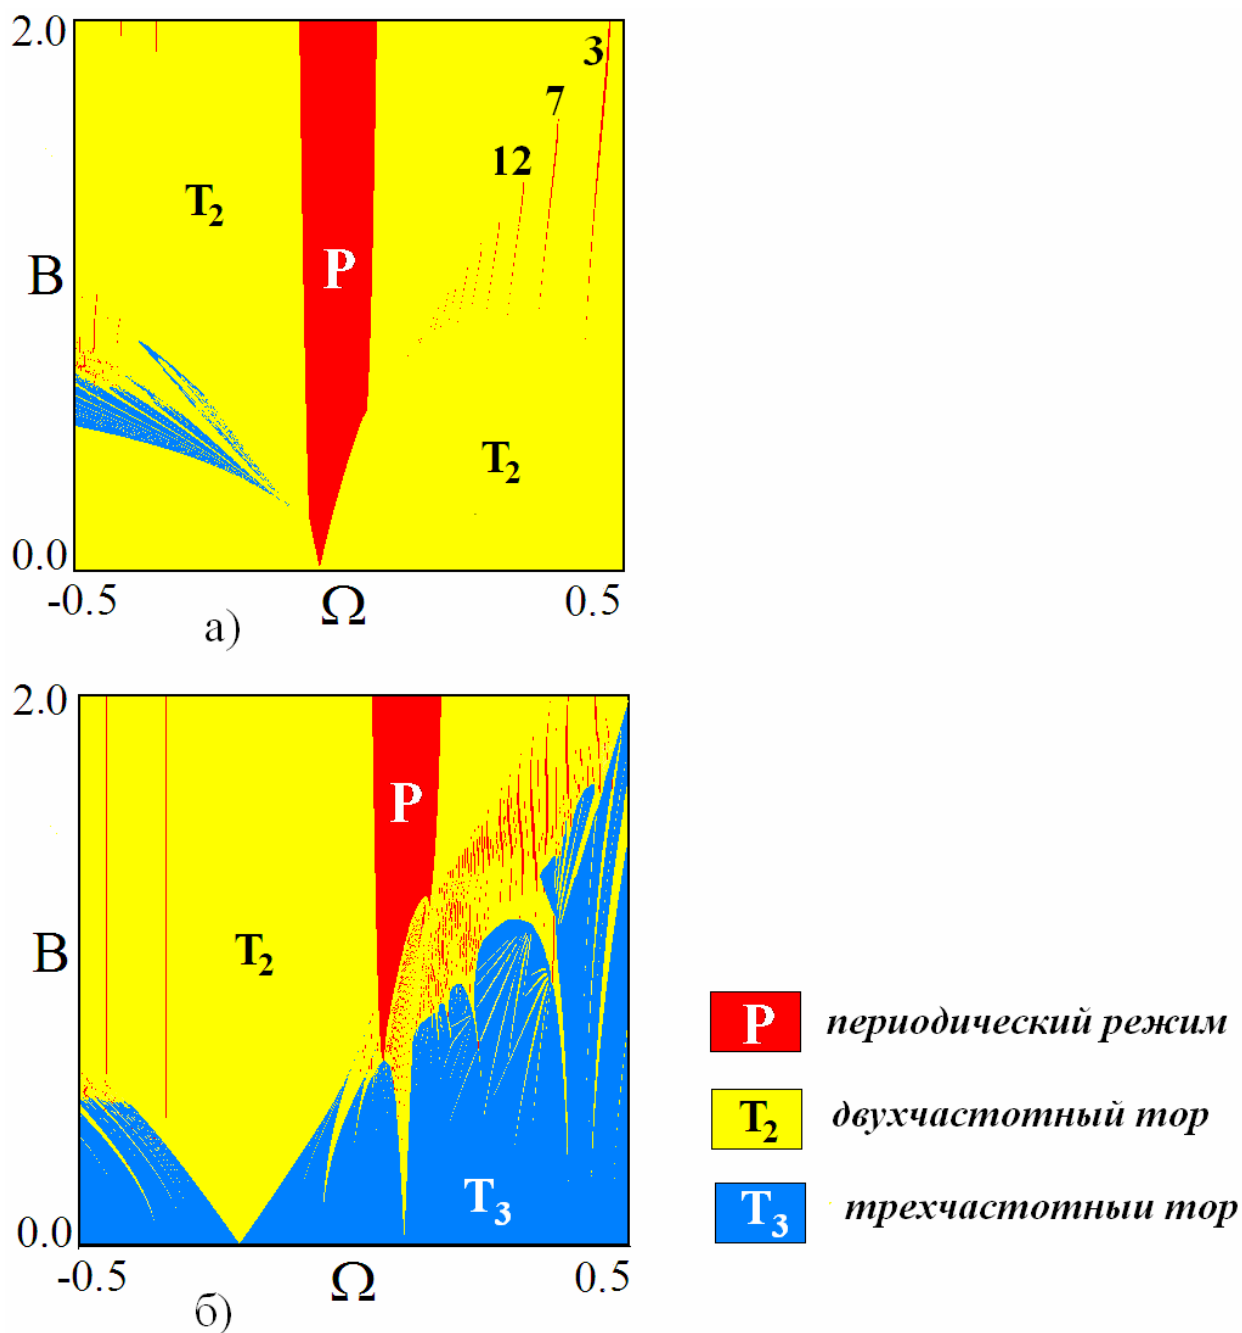 2.0
3
7
12
T₂
P
B
T₂
0.0
-0.5
Ω
0.5
а)
2.0
P
T₂
B
P периодический режим
T₂ двухчастотный тор
T₃
T₃ трехчастотный тор
0.0
-0.5
Ω
0.5
б)